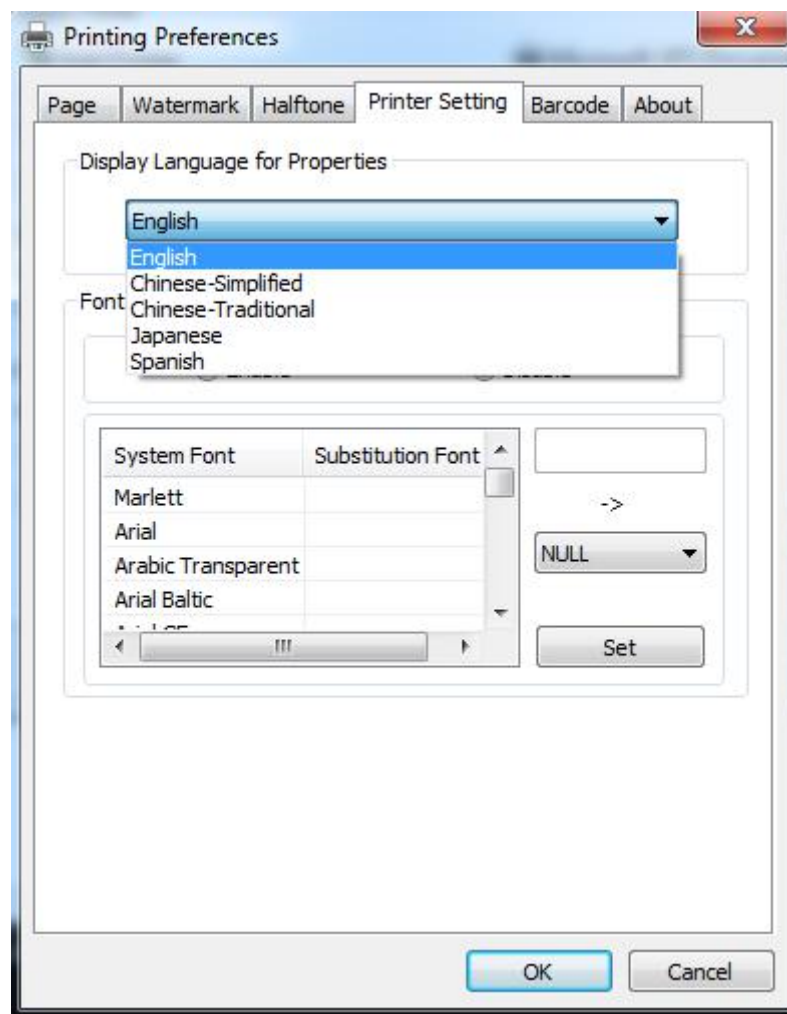 Printing Preferences
Page Watermark Halftone Printer Setting Barcode About
Display Language for Properties
English
English
Chinese-Simplified
Chinese-Traditional
Japanese
Spanish
Font
System Font Substitution Font
Marlett
->
Arial
Arabic Transparent
NULL
Arial Baltic
Set
OK Cancel